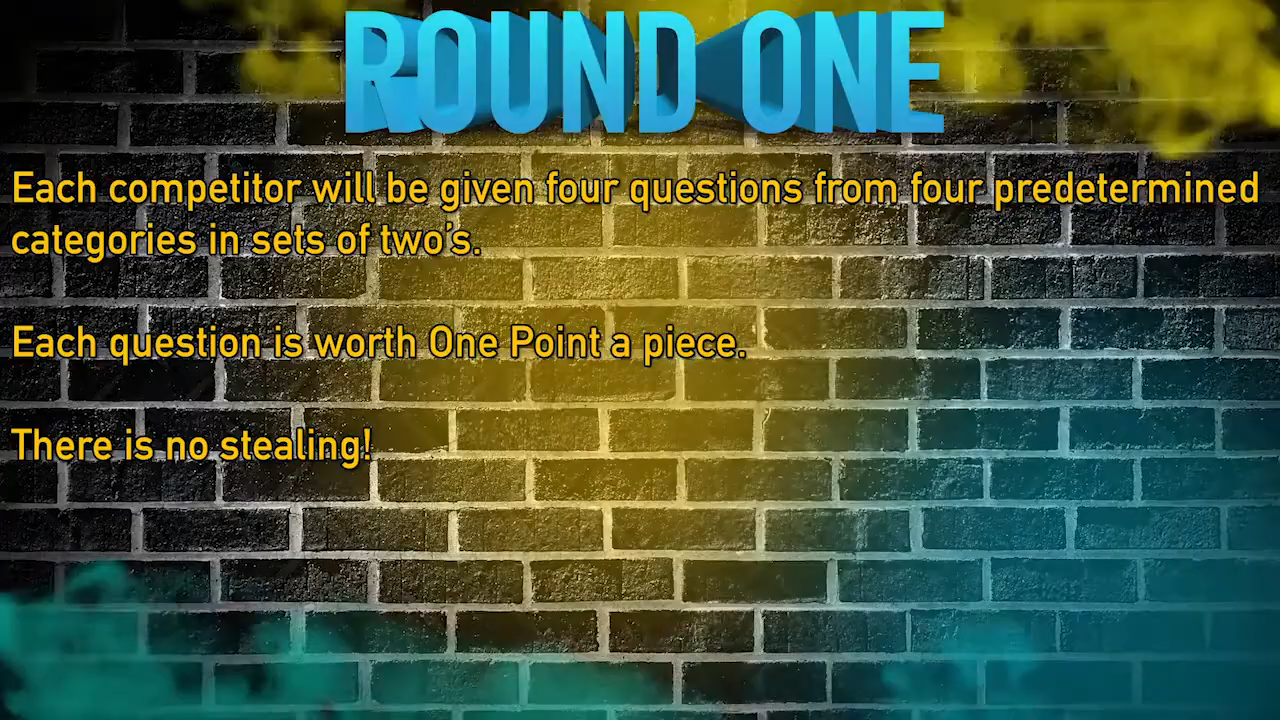 ROUND ONE
Each competitor will be given four questions from four predetermined
categories in sets of two's.
Each question is worth One Point a piece.
There is no stealing!